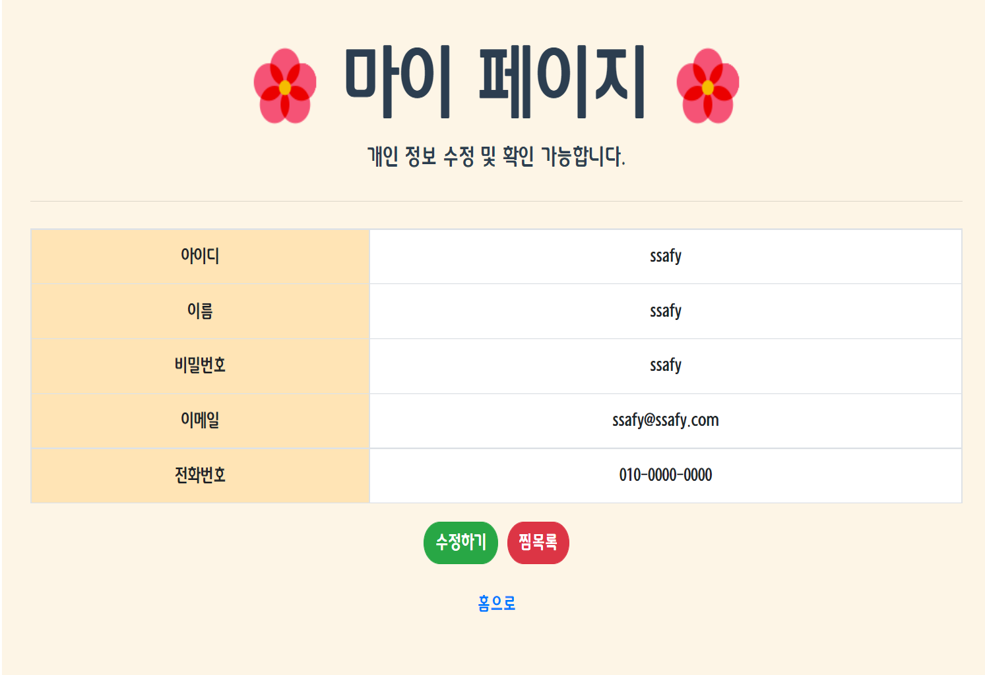 마이 페이지
개인 정보 수정 및 확인 가능합니다.
아이디 ssafy
이름 ssafy
비밀번호 ssafy
이메일 ssafy@ssafy.com
전화번호 010-0000-0000
수정하기 찜목록
홈으로